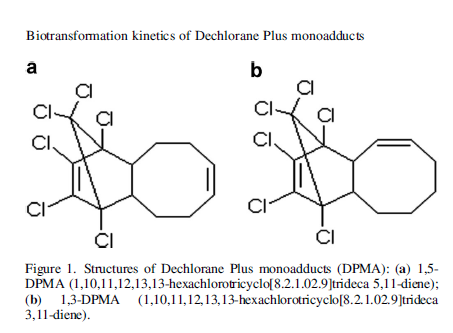 Biotransformation kinetics of Dechlorane Plus monoadducts
a
b
Cl
Cl
Cl
Cl
Cl
Cl
Cl
Cl
Cl
Cl
Cl
Cl
Figure 1. Structures of Dechlorane Plus monoadducts (DPMA): (a) 1,5-
DPMA (1,10,11,12,13,13-hexachlorotricyclo[8.2.1.02.9]trideca 5,11-diene);
(b) 1,3-DPMA (1,10,11,12,13,13-hexachlorotricyclo[8.2.1.02.9]trideca
3,11-diene).